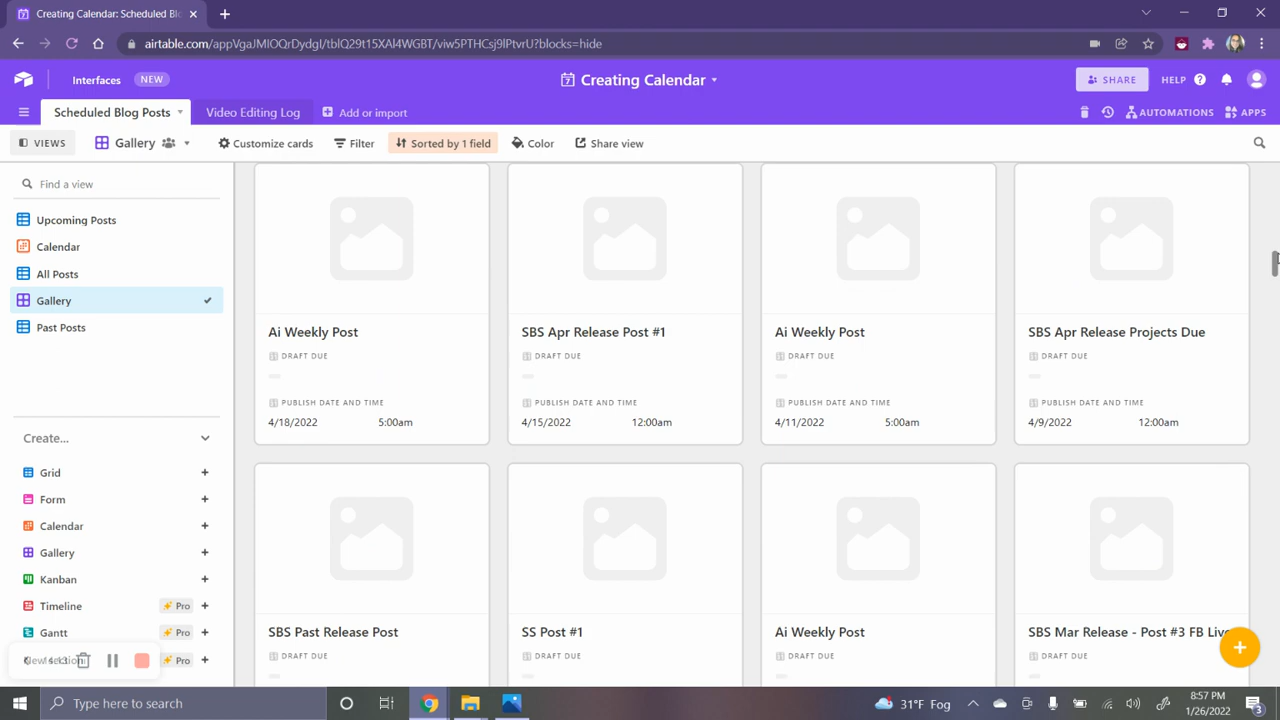 Creating Calendar: Scheduled Blo
airtable.com/appVgaJMIOQrDydgI/tblQ29t15XAl4WGBT/viw5PTHCsj9lPtvrU?blocks=hide
Interfaces NEW Creating Calendar SHARE HELP
Scheduled Blog Posts Video Editing Log Add or import AUTOMATIONS APPS
VIEWS Gallery Customize cards Filter Sorted by 1 field Color Share view
Find a view
Upcoming Posts
Calendar
All Posts
Gallery
Past Posts
Create...
Grid
Form
Calendar
Gallery
Kanban
Timeline Pro
Gantt Pro
New section Pro
Ai Weekly Post
DRAFT DUE
PUBLISH DATE AND TIME
4/18/2022 5:00am
SBS Apr Release Post #1
DRAFT DUE
PUBLISH DATE AND TIME
4/15/2022 12:00am
Ai Weekly Post
DRAFT DUE
PUBLISH DATE AND TIME
4/11/2022 5:00am
SBS Apr Release Projects Due
DRAFT DUE
PUBLISH DATE AND TIME
4/9/2022 12:00am
SBS Past Release Post
DRAFT DUE
SS Post #1
DRAFT DUE
Ai Weekly Post
DRAFT DUE
SBS Mar Release - Post #3 FB Live
DRAFT DUE
Type here to search
31°F Fog
8:57 PM
1/26/2022
3